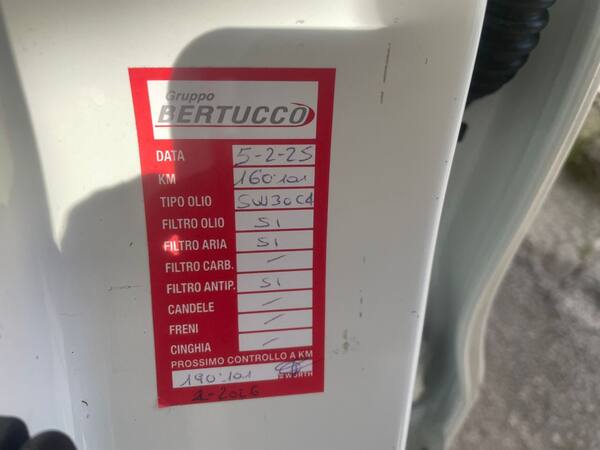 Gruppo
BERTUCCO
DATA 5-2-25
KM 160.101
TIPO OLIO 5W30C4
FILTRO OLIO SI
FILTRO ARIA SI
FILTRO CARB. /
FILTRO ANTIP. SI
CANDELE /
FRENI /
CINGHIA /
PROSSIMO CONTROLLO A KM
190.101 WÜRTH
2-2026